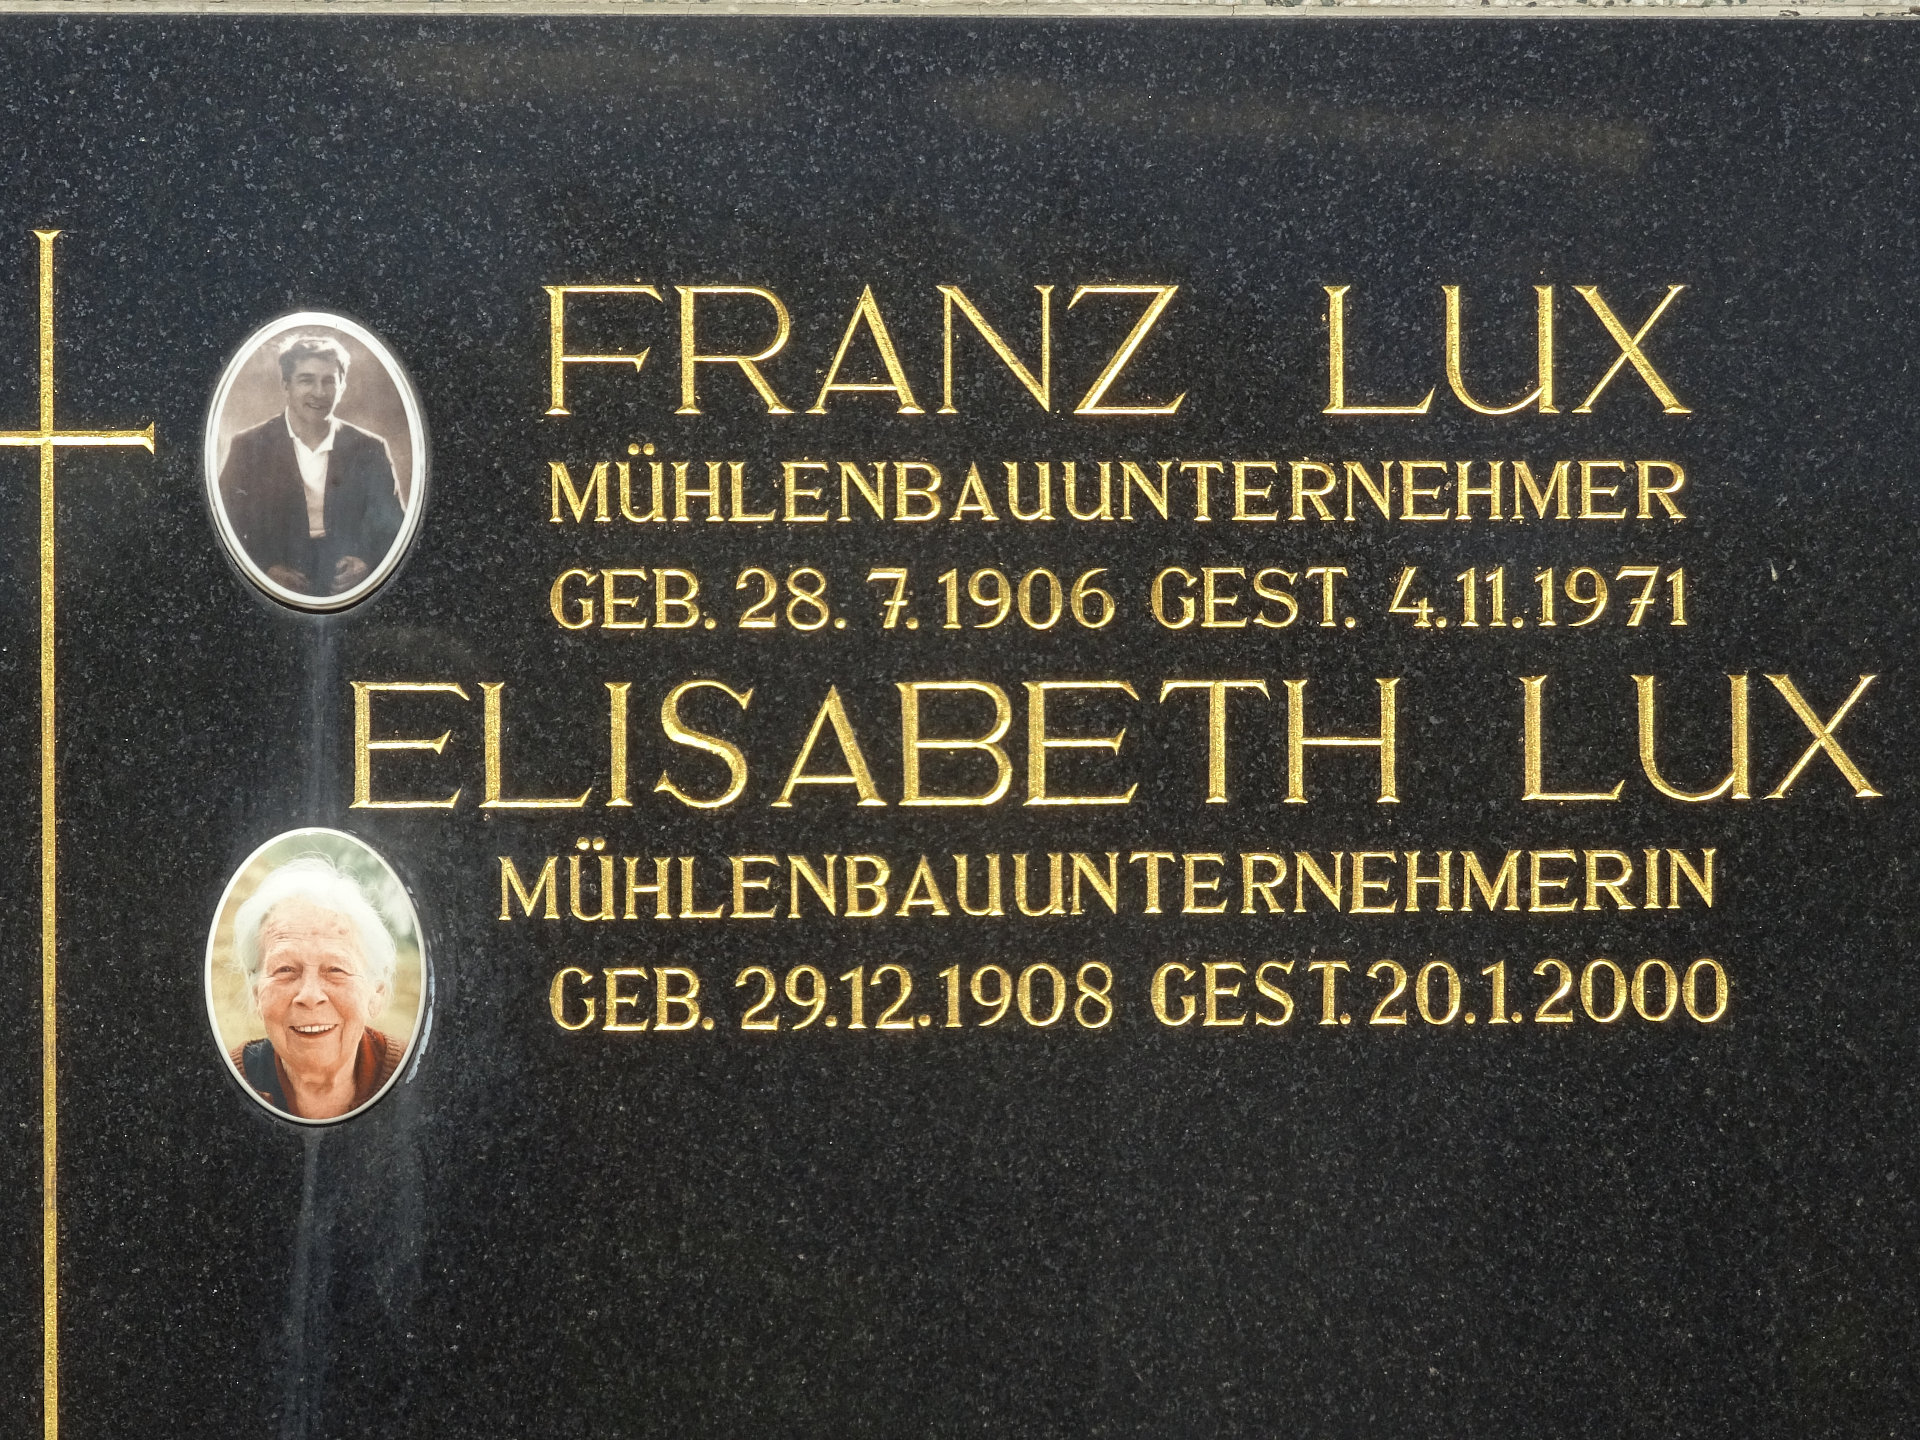 FRANZ LUX
MÜHLENBAUUNTERNEHMER
GEB. 28. 7. 1906 GEST. 4.11.1971
ELISABETH LUX
MÜHLENBAUUNTERNEHMERIN
GEB. 29.12.1908 GEST. 20.1.2000